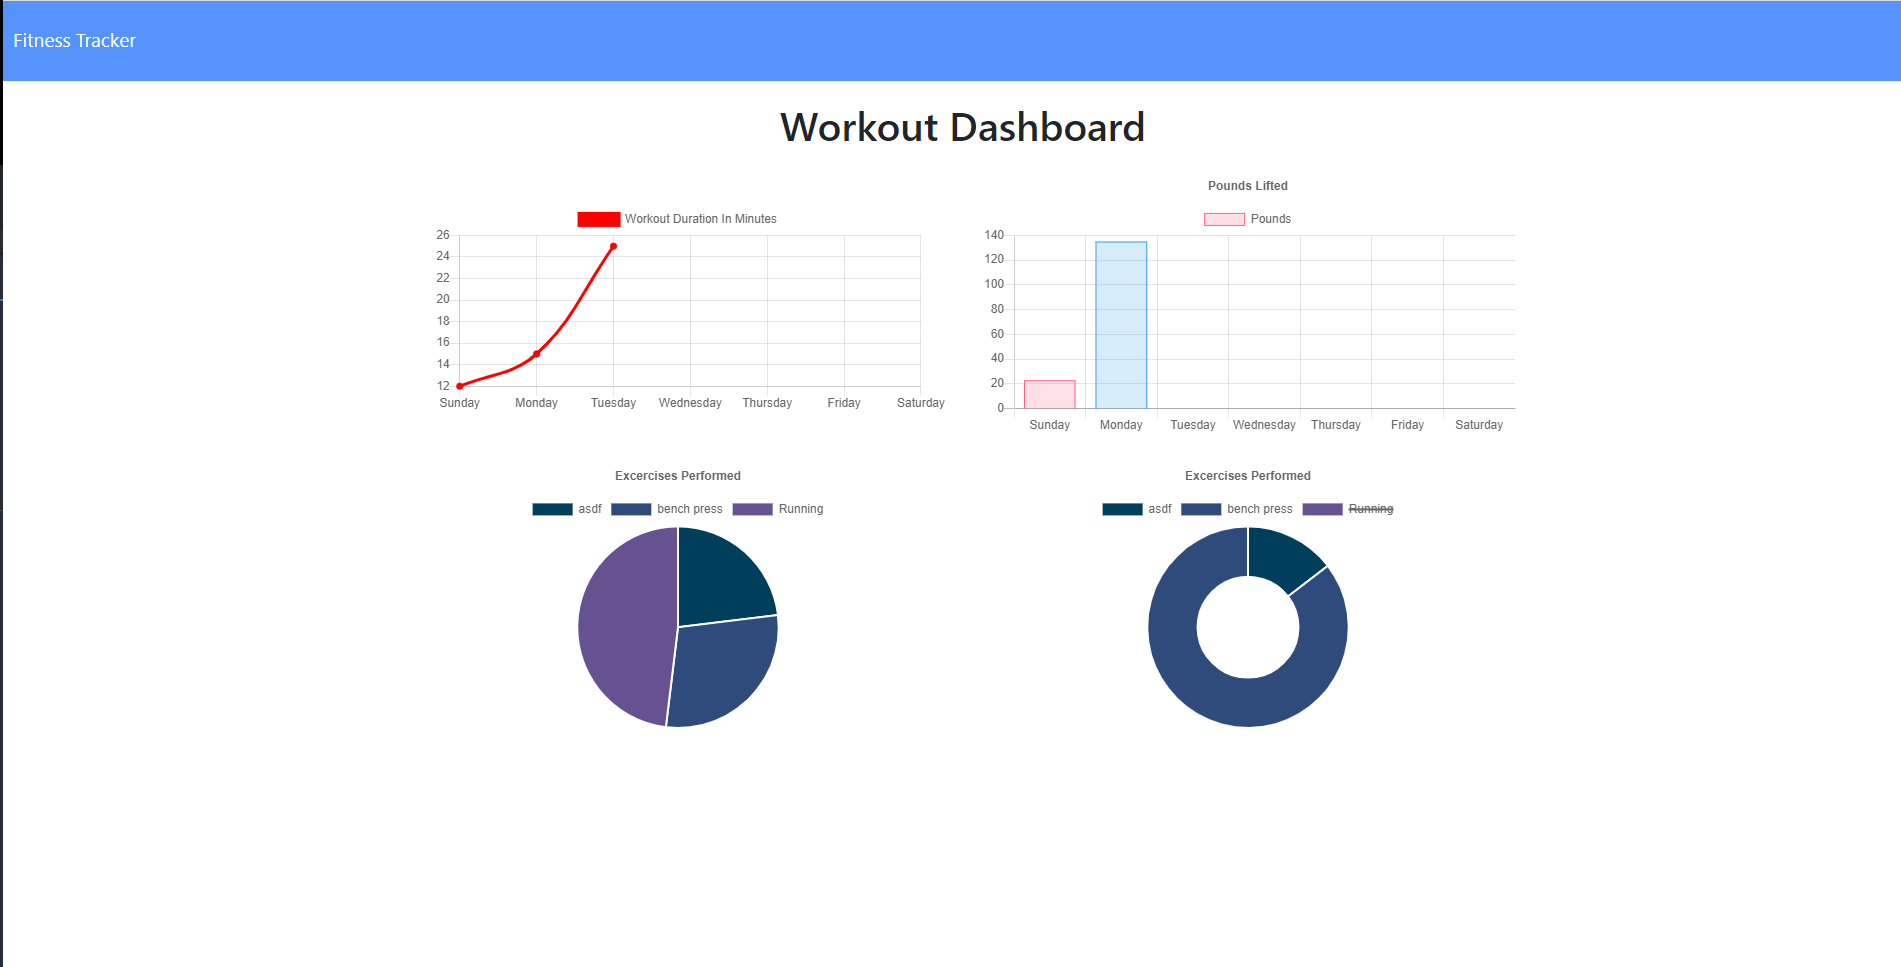 Fitness Tracker
Workout Dashboard
Workout Duration In Minutes
26
24
22
20
18
16
14
12
Sunday Monday Tuesday Wednesday Thursday Friday Saturday
Pounds Lifted
Pounds
140
120
100
80
60
40
20
0
Sunday Monday Tuesday Wednesday Thursday Friday Saturday
Excercises Performed
asdf bench press Running
Excercises Performed
asdf bench press Running